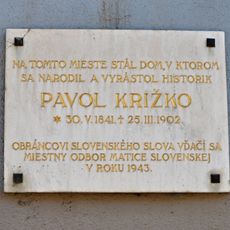 NA TOMTO MIESTE STÁL DOM, V KTOROM
SA NARODIL A VYRÁSTOL HISTORIK
PAVOL KRIŽKO
* 30. V. 1841. † 25. III. 1902.
OBRÁNCOVI SLOVENSKÉHO SLOVA VĎAČÍ SA
MIESTNY ODBOR MATICE SLOVENSKEJ
V ROKU 1943.